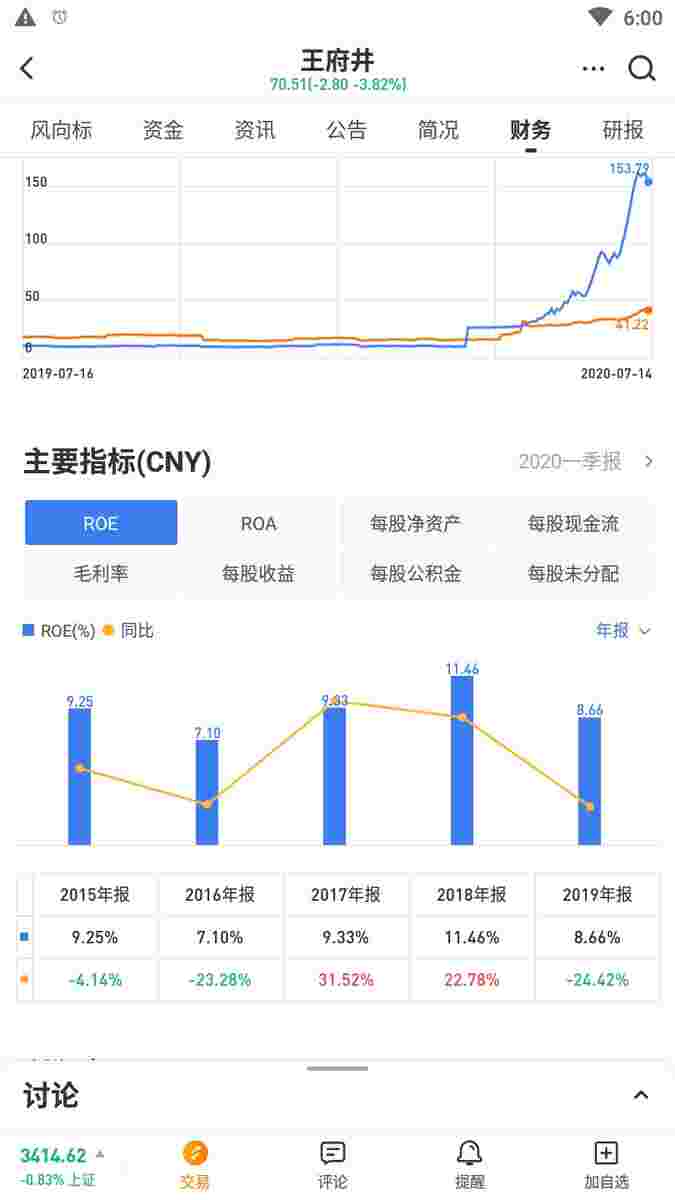 6:00
王府井
70.51(-2.80 -3.82%)
风向标 资金 资讯 公告 简况 财务 研报
153.79
150
100
50
41.22
0
2019-07-16 2020-07-14
主要指标(CNY) 2020一季报
ROE ROA 每股净资产 每股现金流
毛利率 每股收益 每股公积金 每股未分配
ROE(%) 同比 年报
11.46
9.25 9.33 8.66
7.10
2015年报 2016年报 2017年报 2018年报 2019年报
9.25% 7.10% 9.33% 11.46% 8.66%
-4.14% -23.28% 31.52% 22.78% -24.42%
讨论
3414.62
-0.83% 上证
交易 评论 提醒 加自选